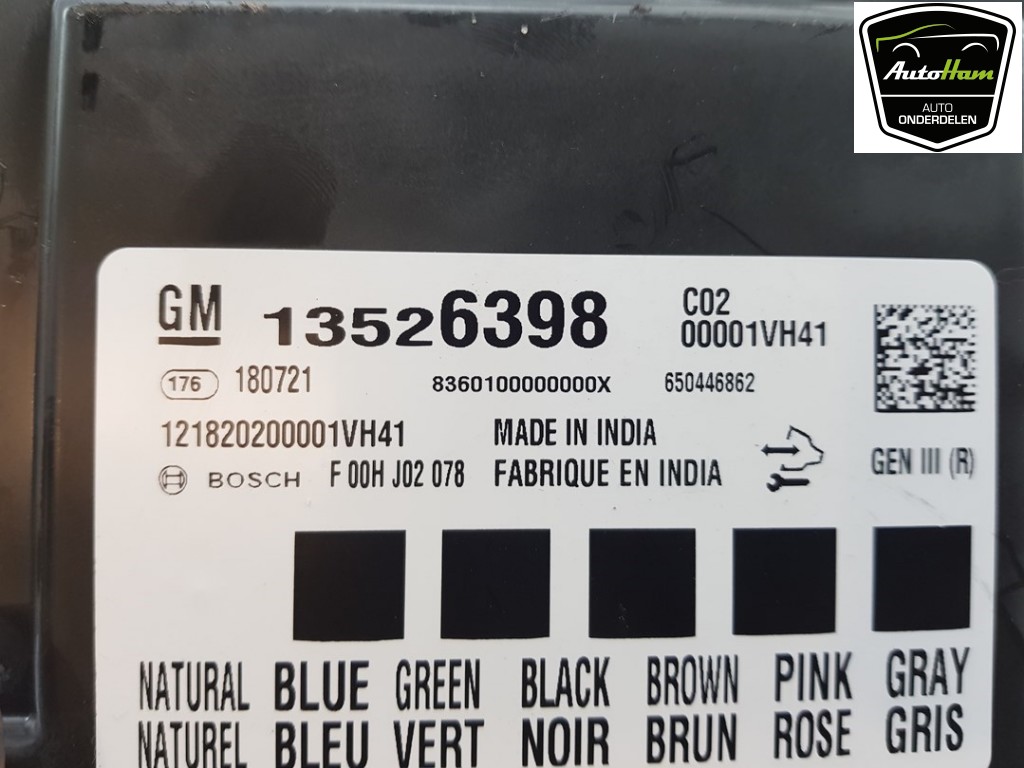 AutoHam
AUTO
ONDERDELEN
GM 13526398 C02
00001VH41
176 180721 8360100000000X 650446862
121820200001VH41 MADE IN INDIA
BOSCH F 00H J02 078 FABRIQUE EN INDIA GEN III (R)
NATURAL BLUE GREEN BLACK BROWN PINK GRAY
NATUREL BLEU VERT NOIR BRUN ROSE GRIS